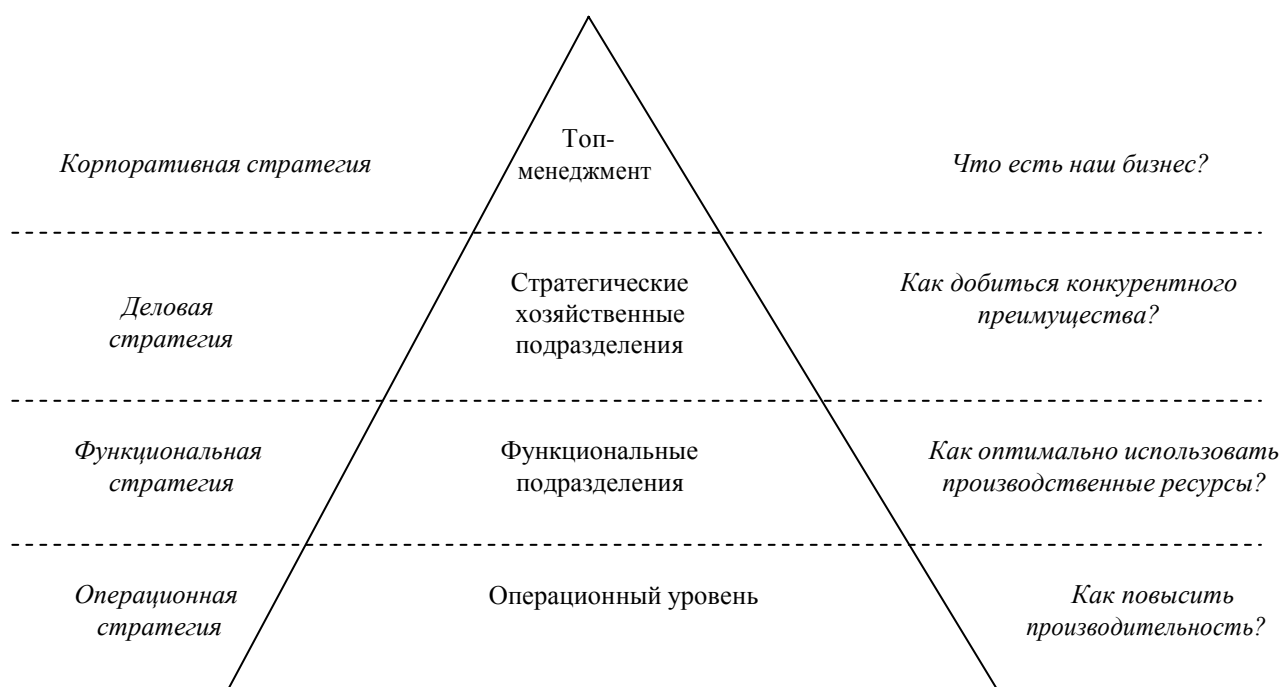 Корпоративная стратегия
Топ-
менеджмент
Что есть наш бизнес?
Деловая
стратегия
Стратегические
хозяйственные
подразделения
Как добиться конкурентного
преимущества?
Функциональная
стратегия
Функциональные
подразделения
Как оптимально использовать
производственные ресурсы?
Операционная
стратегия
Операционный уровень
Как повысить
производительность?